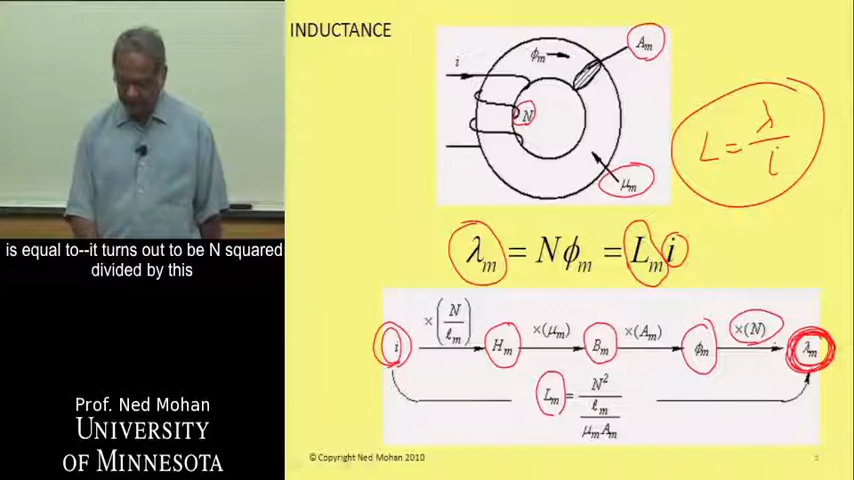 INDUCTANCE
i
ϕm
Am
N
μm
L = λ / i
λm = Nϕm = Lm i
i ×(N/ℓm) Hm ×(μm) Bm ×(Am) ϕm ×(N) λm
Lm = N² / (ℓm / μmAm)
is equal to--it turns out to be N squared
divided by this
Prof. Ned Mohan
UNIVERSITY
OF MINNESOTA
© Copyright Ned Mohan 2010